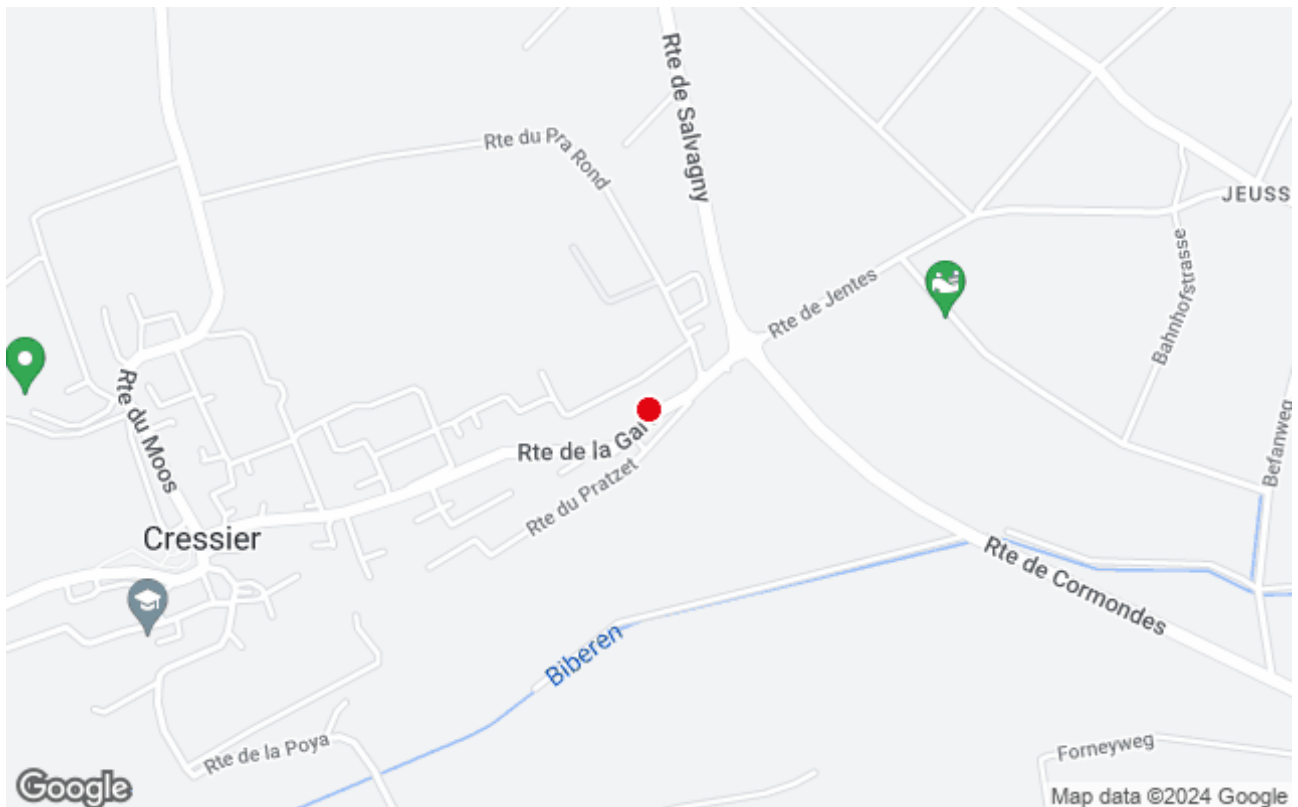 Rte de Salvagny
Rte du Pra Rond
JEUSS
Rte de Jentes
Bahnhofstrasse
Rte du Moos
Befanweg
Rte de la Gar
Rte du Pratzet
Cressier
Rte de Cormondes
Biberen
Rte de la Poya
Forneyweg
Google
Map data ©2024 Google